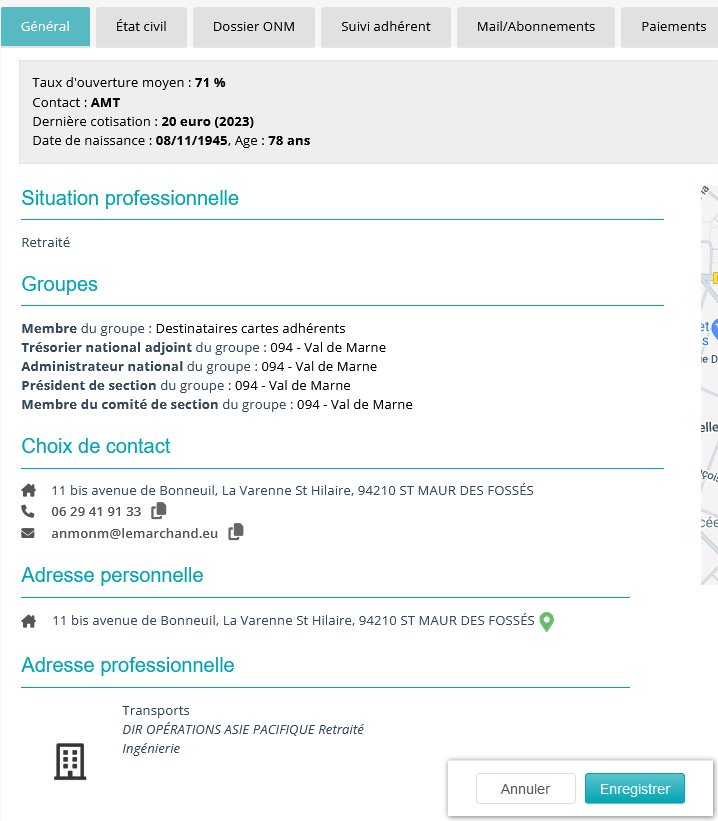 Général
État civil
Dossier ONM
Suivi adhérent
Mail/Abonnements
Paiements
Taux d'ouverture moyen : 71 %
Contact : AMT
Dernière cotisation : 20 euro (2023)
Date de naissance : 08/11/1945, Age : 78 ans
Situation professionnelle
Retraité
Groupes
Membre du groupe : Destinataires cartes adhérents
Trésorier national adjoint du groupe : 094 - Val de Marne
Administrateur national du groupe : 094 - Val de Marne
Président de section du groupe : 094 - Val de Marne
Membre du comité de section du groupe : 094 - Val de Marne
Choix de contact
11 bis avenue de Bonneuil, La Varenne St Hilaire, 94210 ST MAUR DES FOSSÉS
06 29 41 91 33
anmonm@lemarchand.eu
Adresse personnelle
11 bis avenue de Bonneuil, La Varenne St Hilaire, 94210 ST MAUR DES FOSSÉS
Adresse professionnelle
Transports
DIR OPÉRATIONS ASIE PACIFIQUE Retraité
Ingénierie
Annuler
Enregistrer